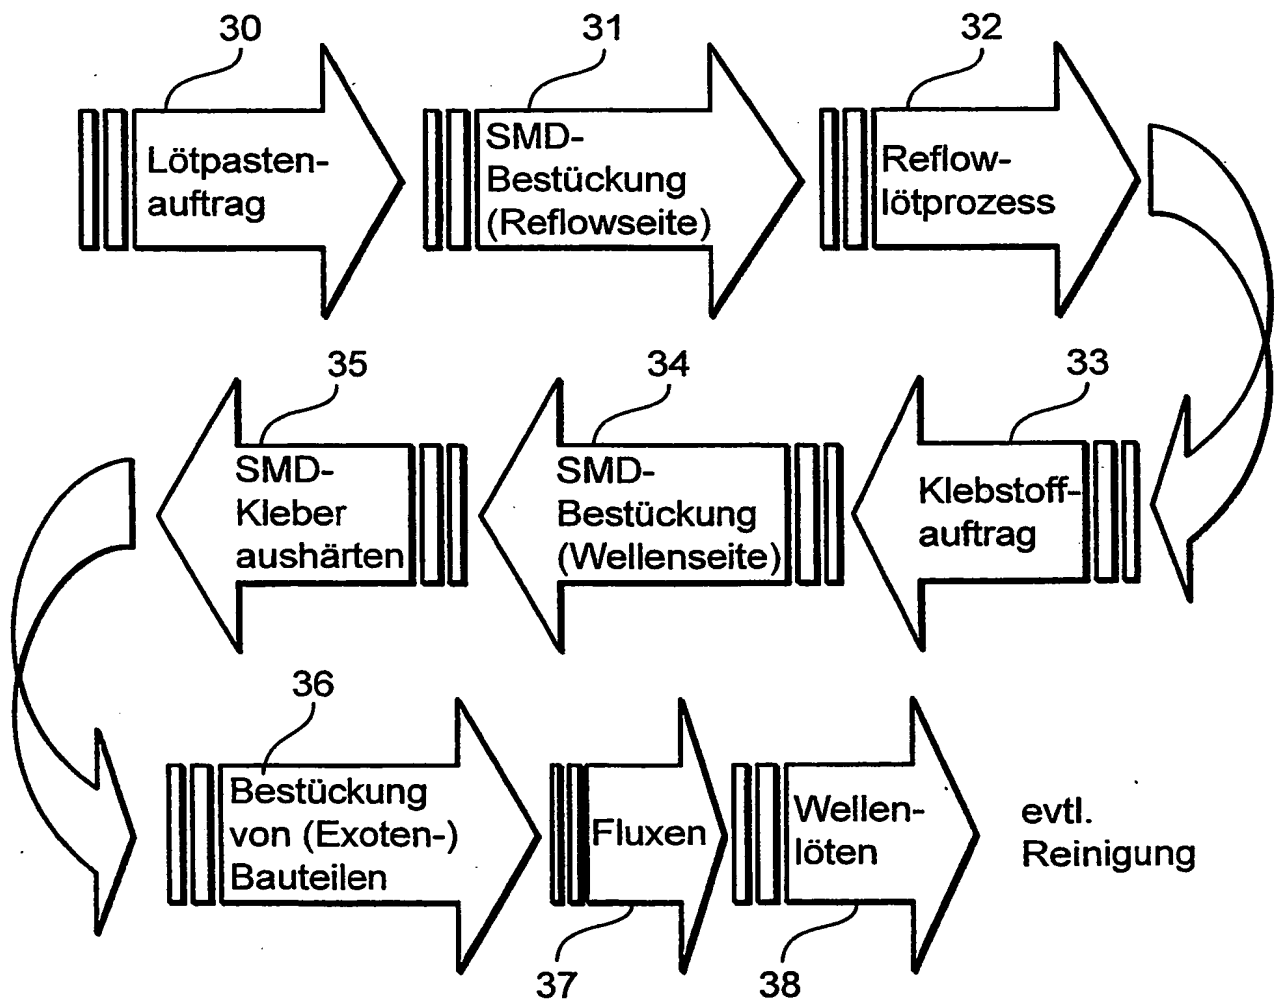 30
31
32
Lötpasten-
auftrag
SMD-
Bestückung
(Reflowseite)
Reflow-
lötprozess
35
34
33
SMD-
Kleber
aushärten
SMD-
Bestückung
(Wellenseite)
Klebstoff-
auftrag
36
Bestückung
von (Exoten-)
Bauteilen
Fluxen
Wellen-
löten
evtl.
Reinigung
37
38